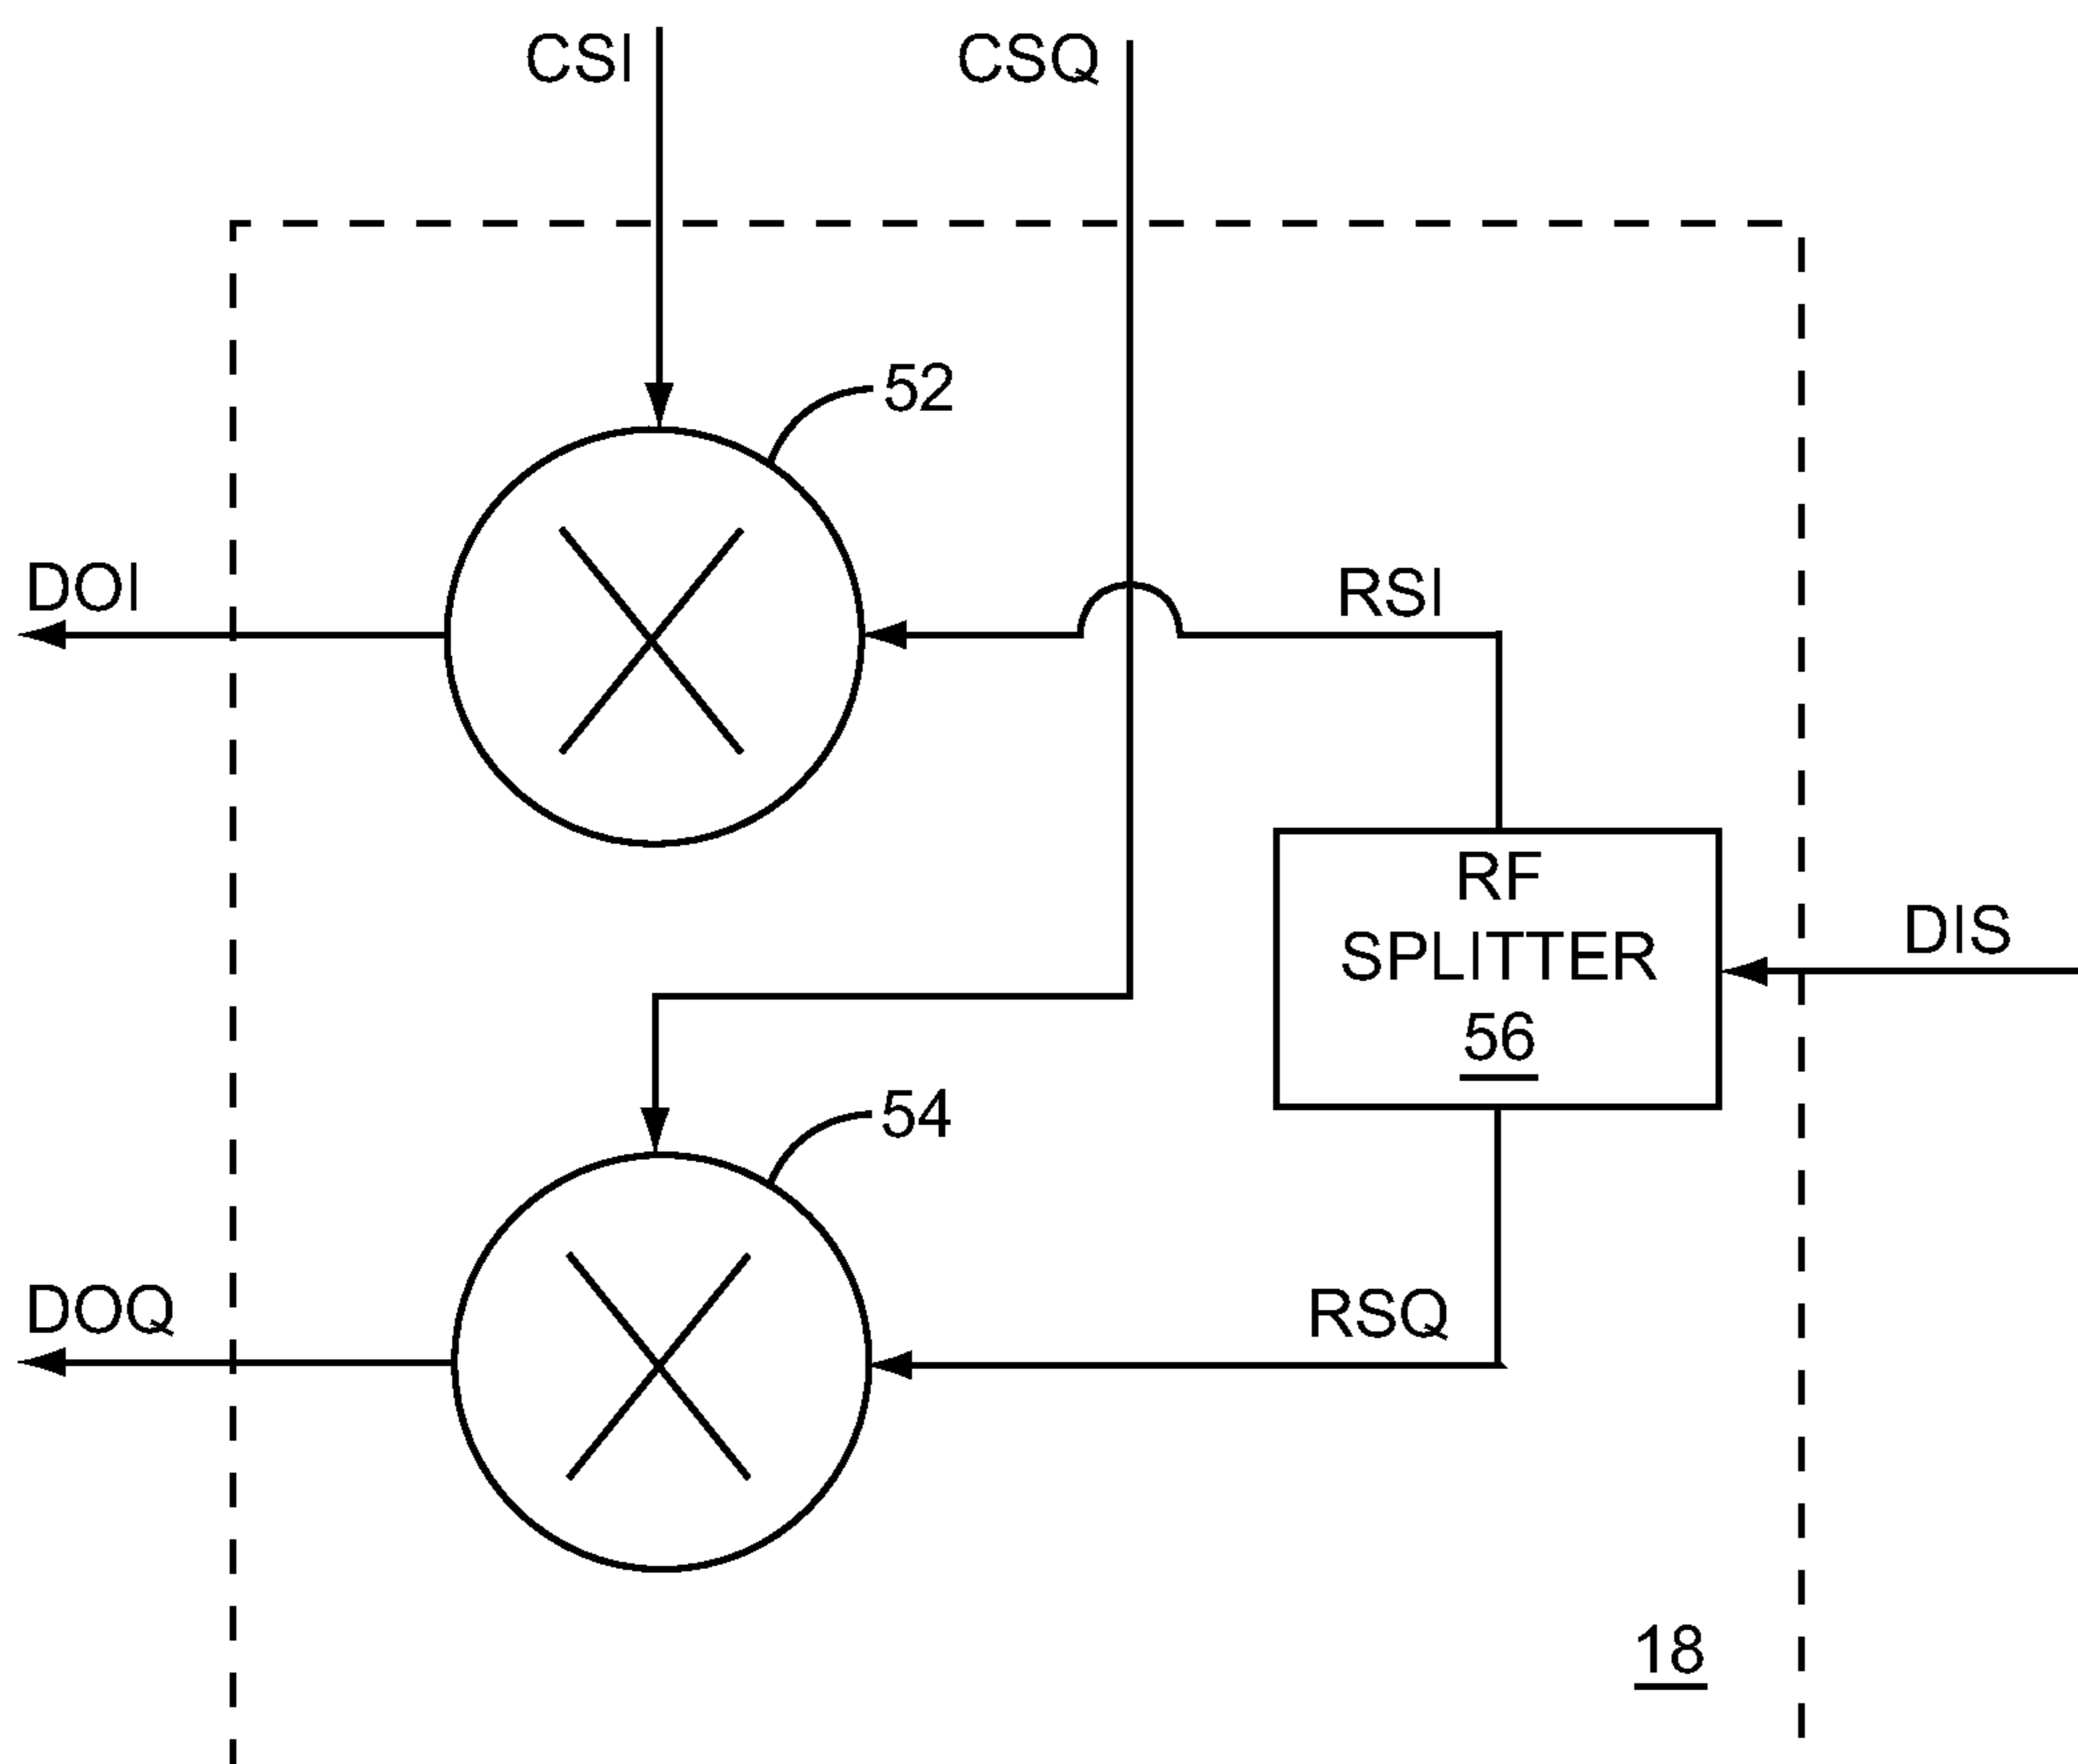 CSI
CSQ
52
DOI
RSI
RF
SPLITTER
56
DIS
54
DOQ
RSQ
18